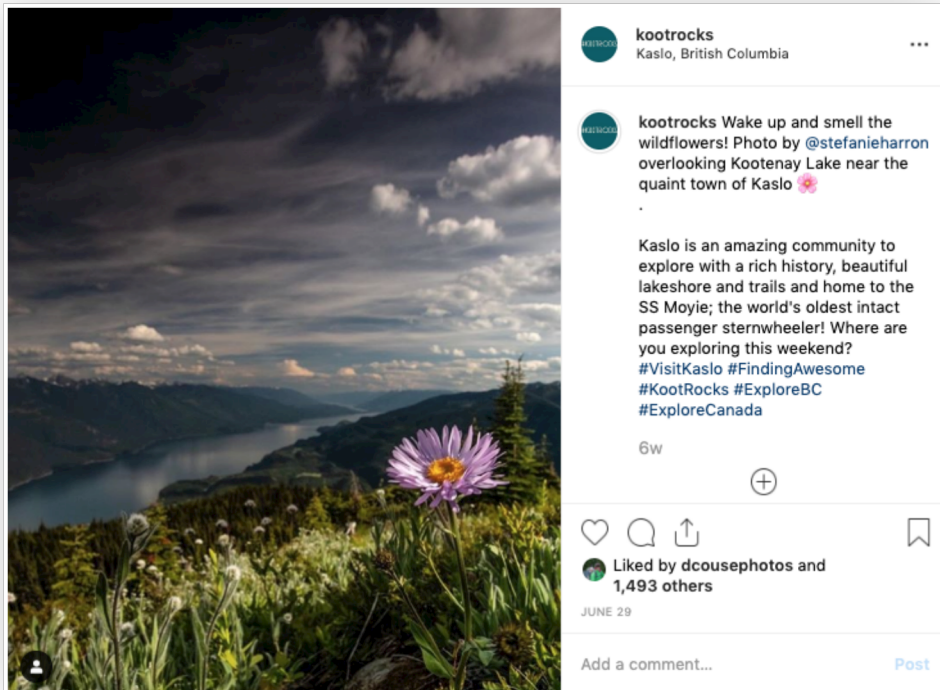 kootrocks
Kaslo, British Columbia
kootrocks Wake up and smell the
wildflowers! Photo by @stefanieharron
overlooking Kootenay Lake near the
quaint town of Kaslo 🌸
.
Kaslo is an amazing community to
explore with a rich history, beautiful
lakeshore and trails and home to the
SS Moyie; the world's oldest intact
passenger sternwheeler! Where are
you exploring this weekend?
#VisitKaslo #FindingAwesome
#KootRocks #ExploreBC
#ExploreCanada
6w
Liked by dcousephotos and
1,493 others
JUNE 29
Add a comment... Post